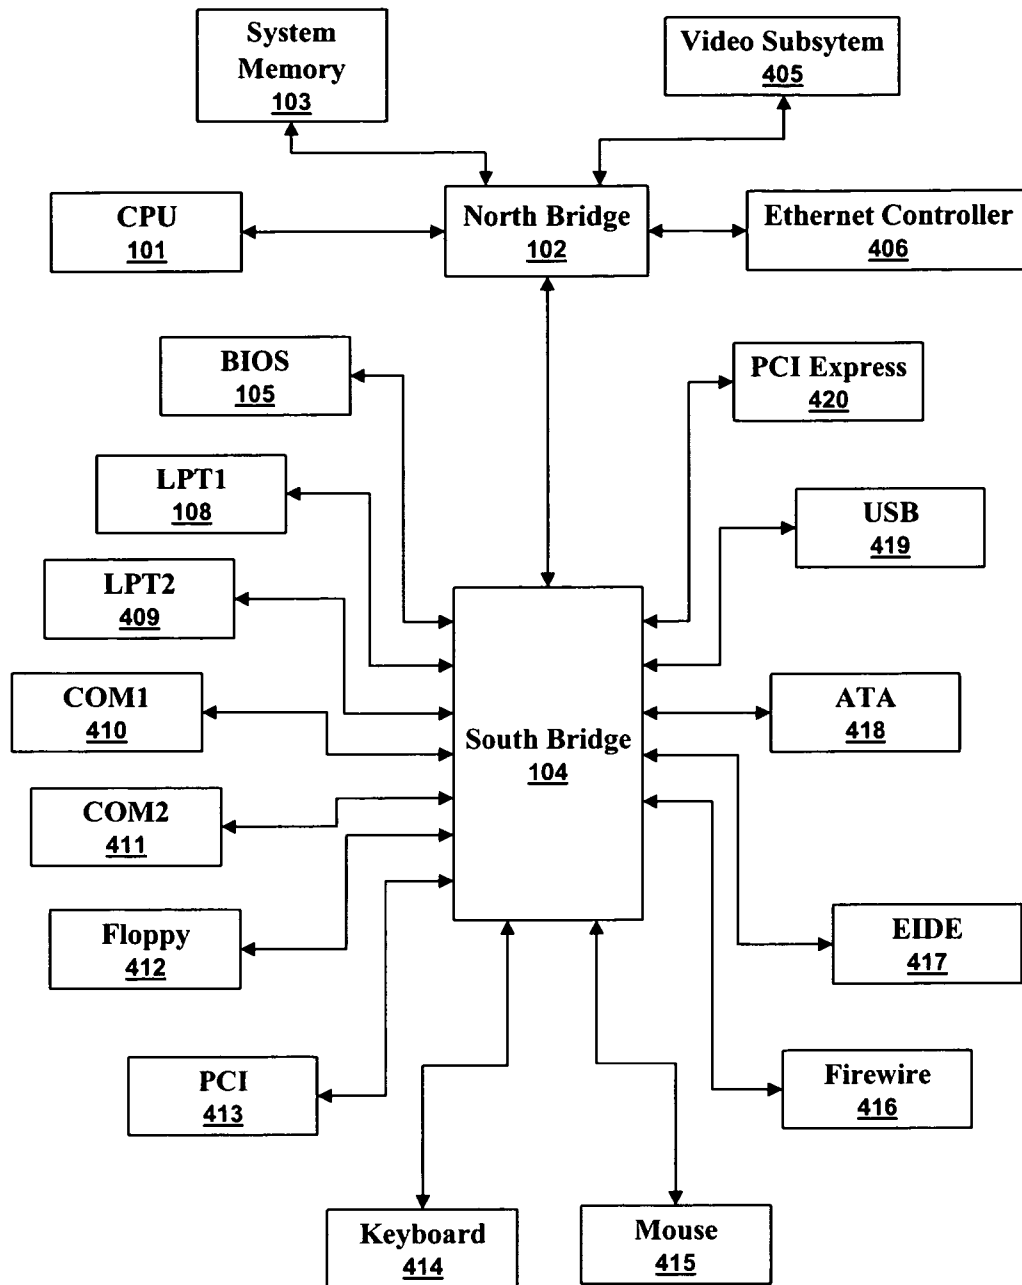 System
Memory
103
Video Subsytem
405
CPU
101
North Bridge
102
Ethernet Controller
406
BIOS
105
PCI Express
420
LPT1
108
USB
419
LPT2
409
COM1
410
South Bridge
104
ATA
418
COM2
411
Floppy
412
EIDE
417
PCI
413
Firewire
416
Keyboard
414
Mouse
415